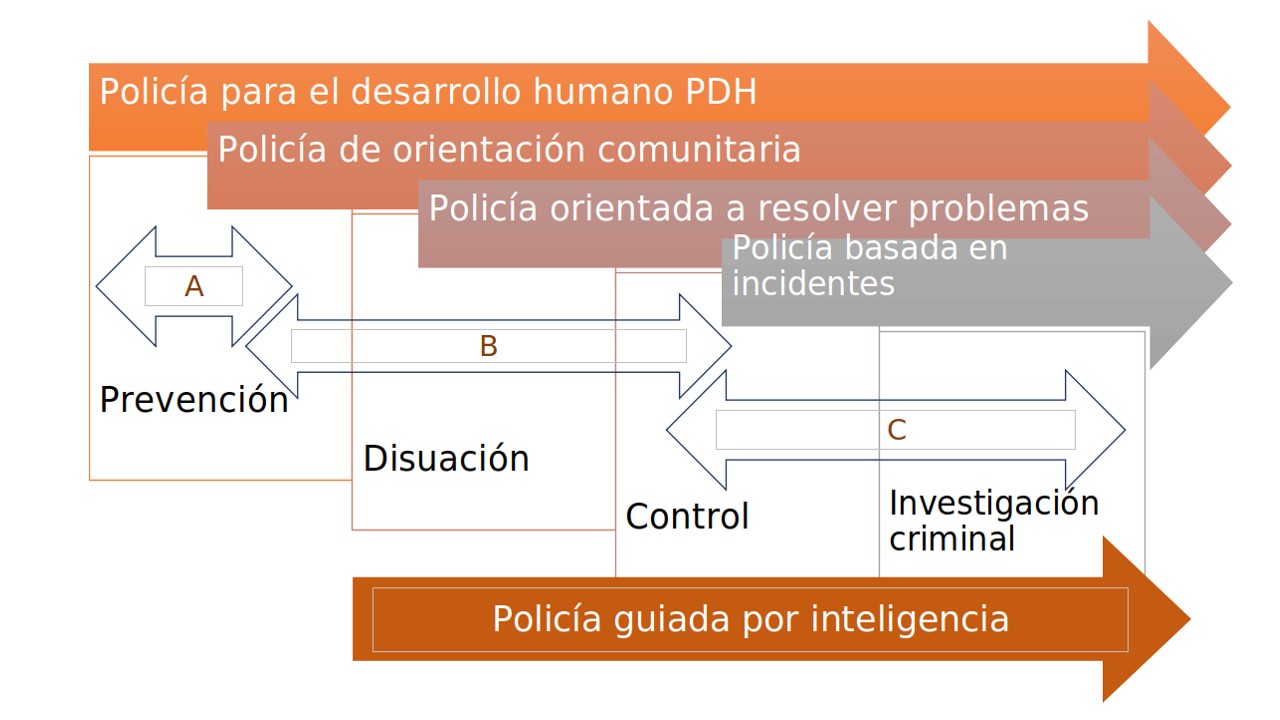 Policía para el desarrollo humano PDH
Policía de orientación comunitaria
Policía orientada a resolver problemas
Policía basada en
incidentes
A
B
Prevención
C
Disuación
Control
Investigación
criminal
Policía guiada por inteligencia